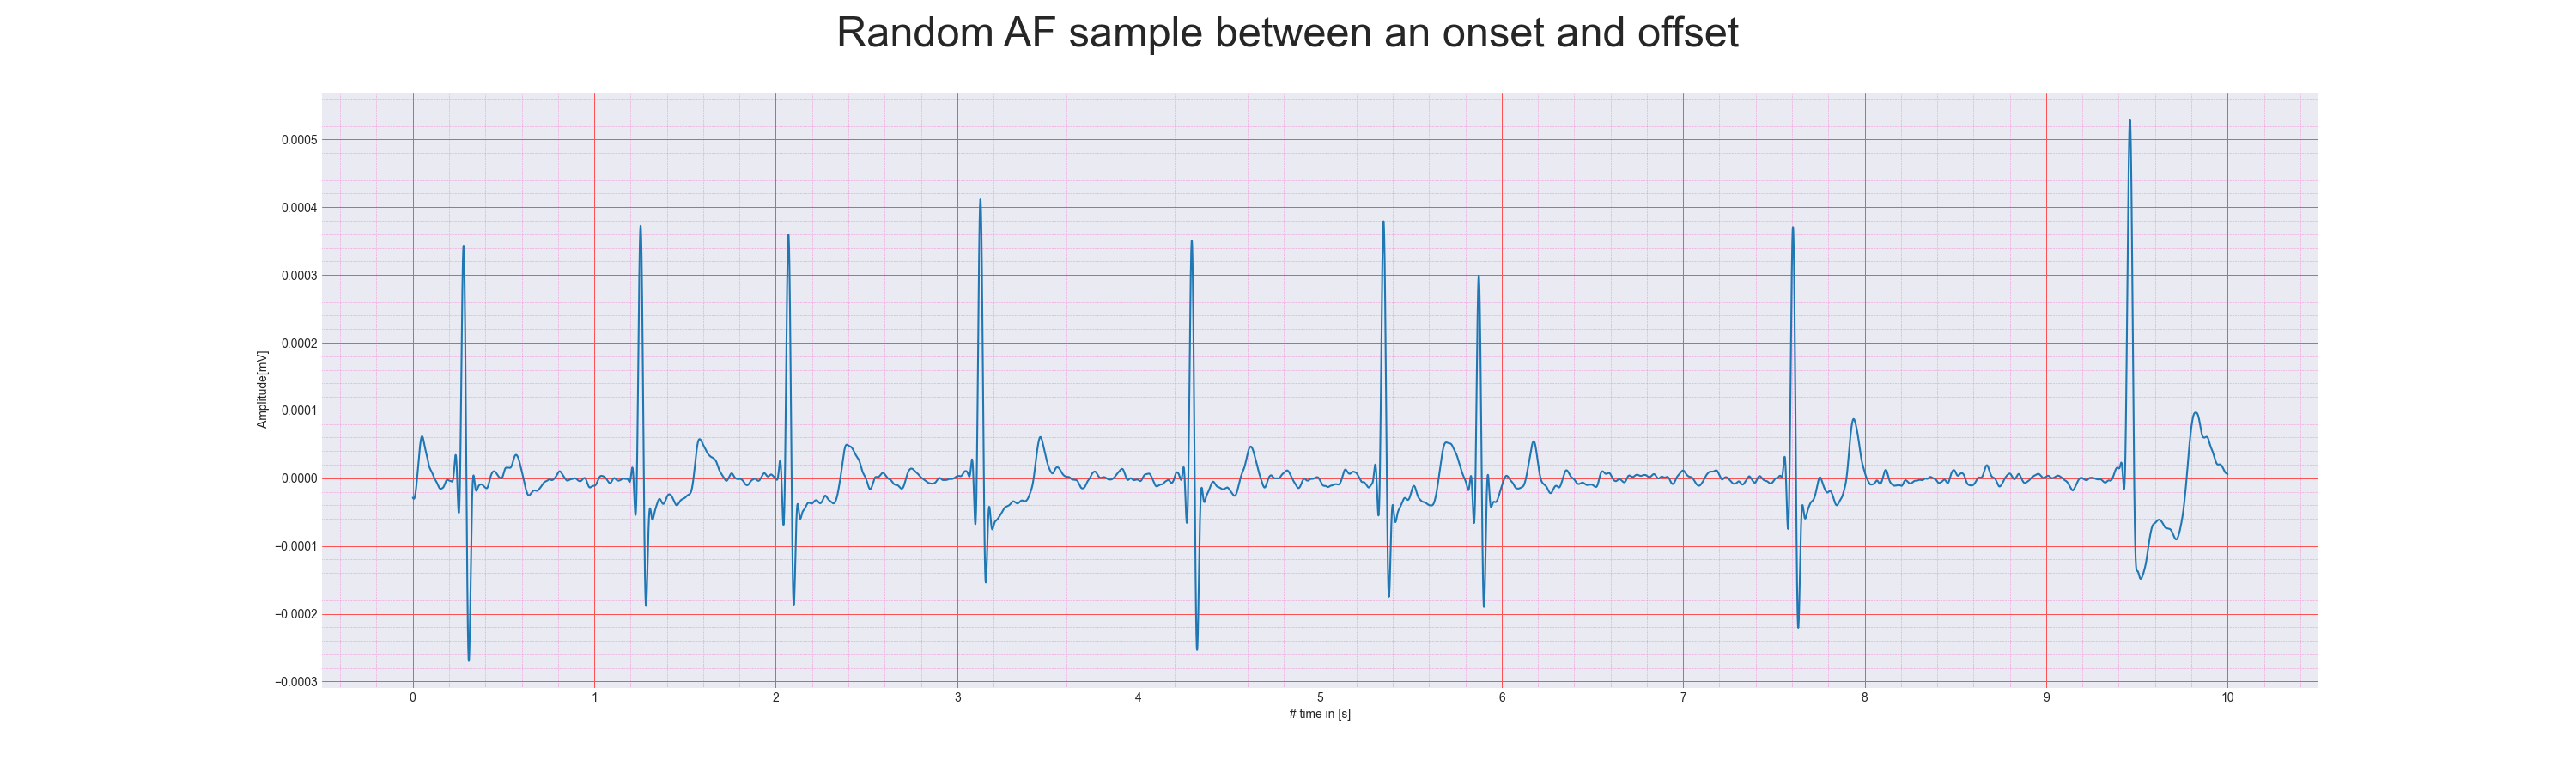 Random AF sample between an onset and offset
0.0005
0.0004
0.0003
0.0002
0.0001
0.0000
−0.0001
−0.0002
−0.0003
Amplitude[mV]
0 1 2 3 4 5 6 7 8 9 10
# time in [s]